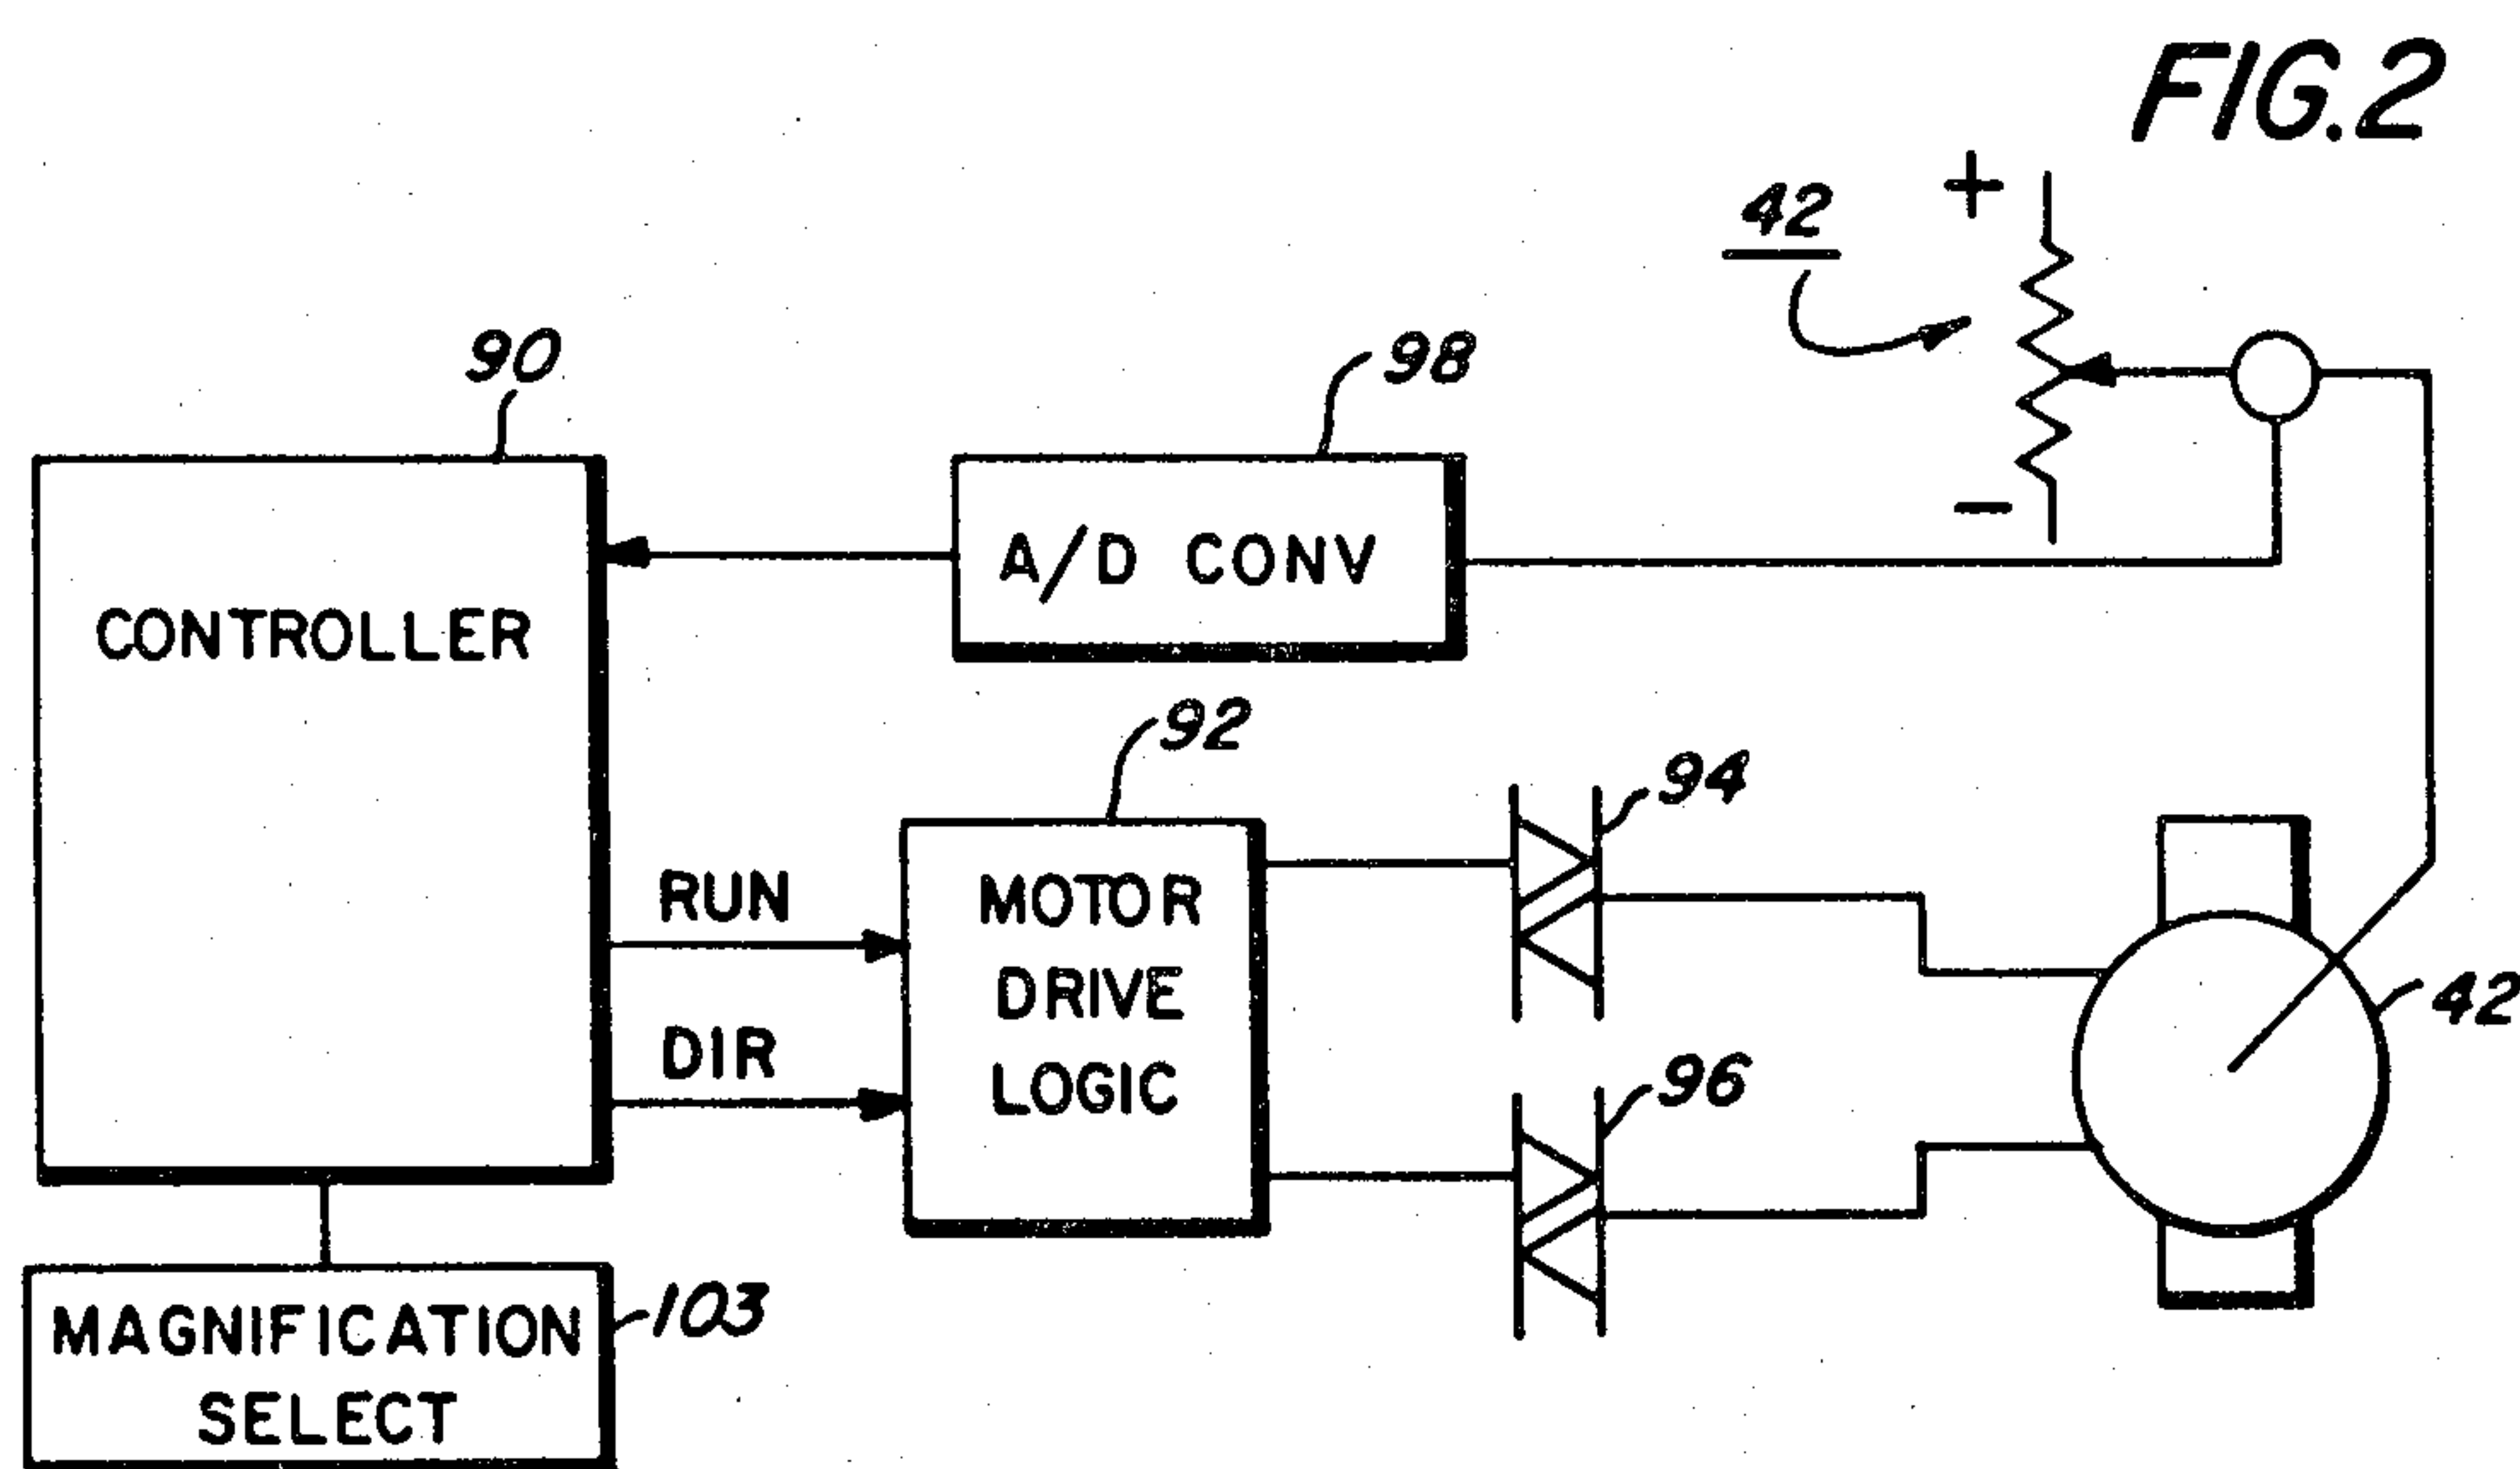 FIG.2
+
42
90
98
−
A/D CONV
CONTROLLER
92
94
RUN
MOTOR
DRIVE
LOGIC
DIR
42
96
103
MAGNIFICATION
SELECT